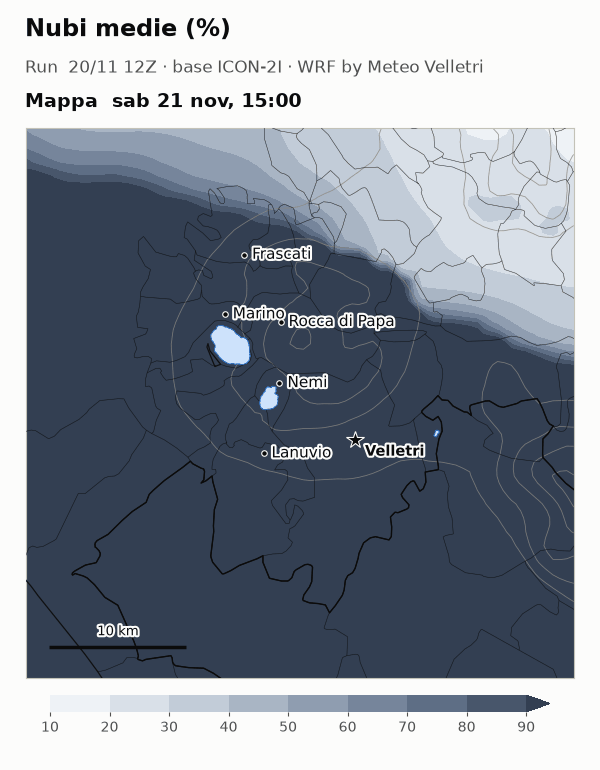 Nubi medie (%)
Run  20/11 12Z · base ICON-2I · WRF by Meteo Velletri
Mappa  sab 21 nov, 15:00
Frascati
Marino
Rocca di Papa
Nemi
Velletri
Lanuvio
10 km
10 20 30 40 50 60 70 80 90